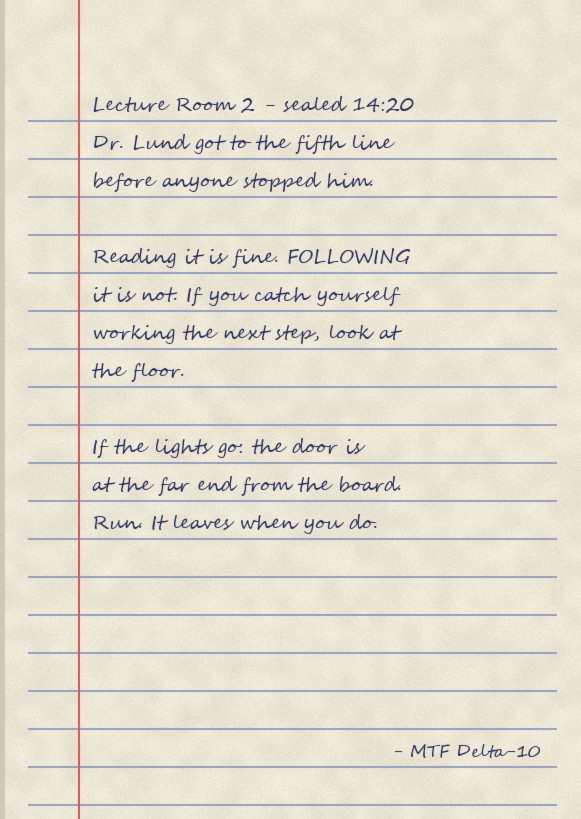 Lecture Room 2 - sealed 14:20
Dr. Lund got to the fifth line
before anyone stopped him.
Reading it is fine. FOLLOWING
it is not. If you catch yourself
working the next step, look at
the floor.
If the lights go: the door is
at the far end from the board.
Run. It leaves when you do.
- MTF Delta-10